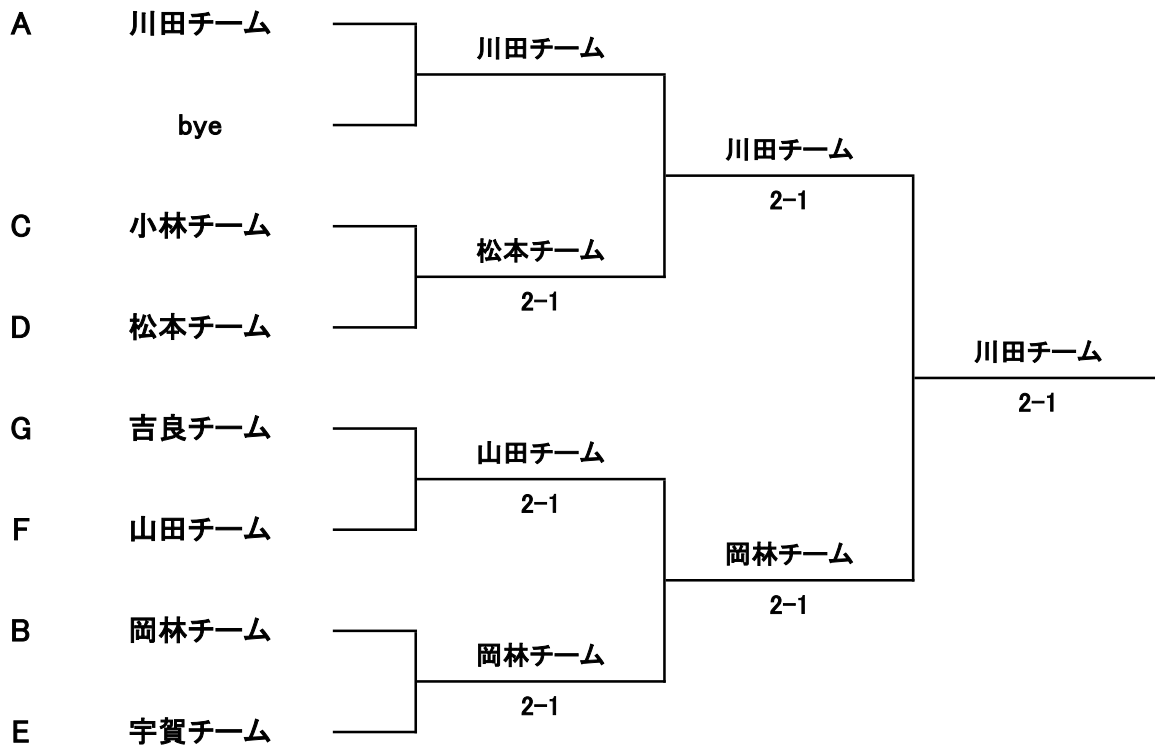 A 川田チーム
川田チーム
bye
川田チーム
2-1
C 小林チーム
松本チーム
2-1
D 松本チーム
川田チーム
2-1
G 吉良チーム
山田チーム
2-1
F 山田チーム
岡林チーム
2-1
B 岡林チーム
岡林チーム
2-1
E 宇賀チーム